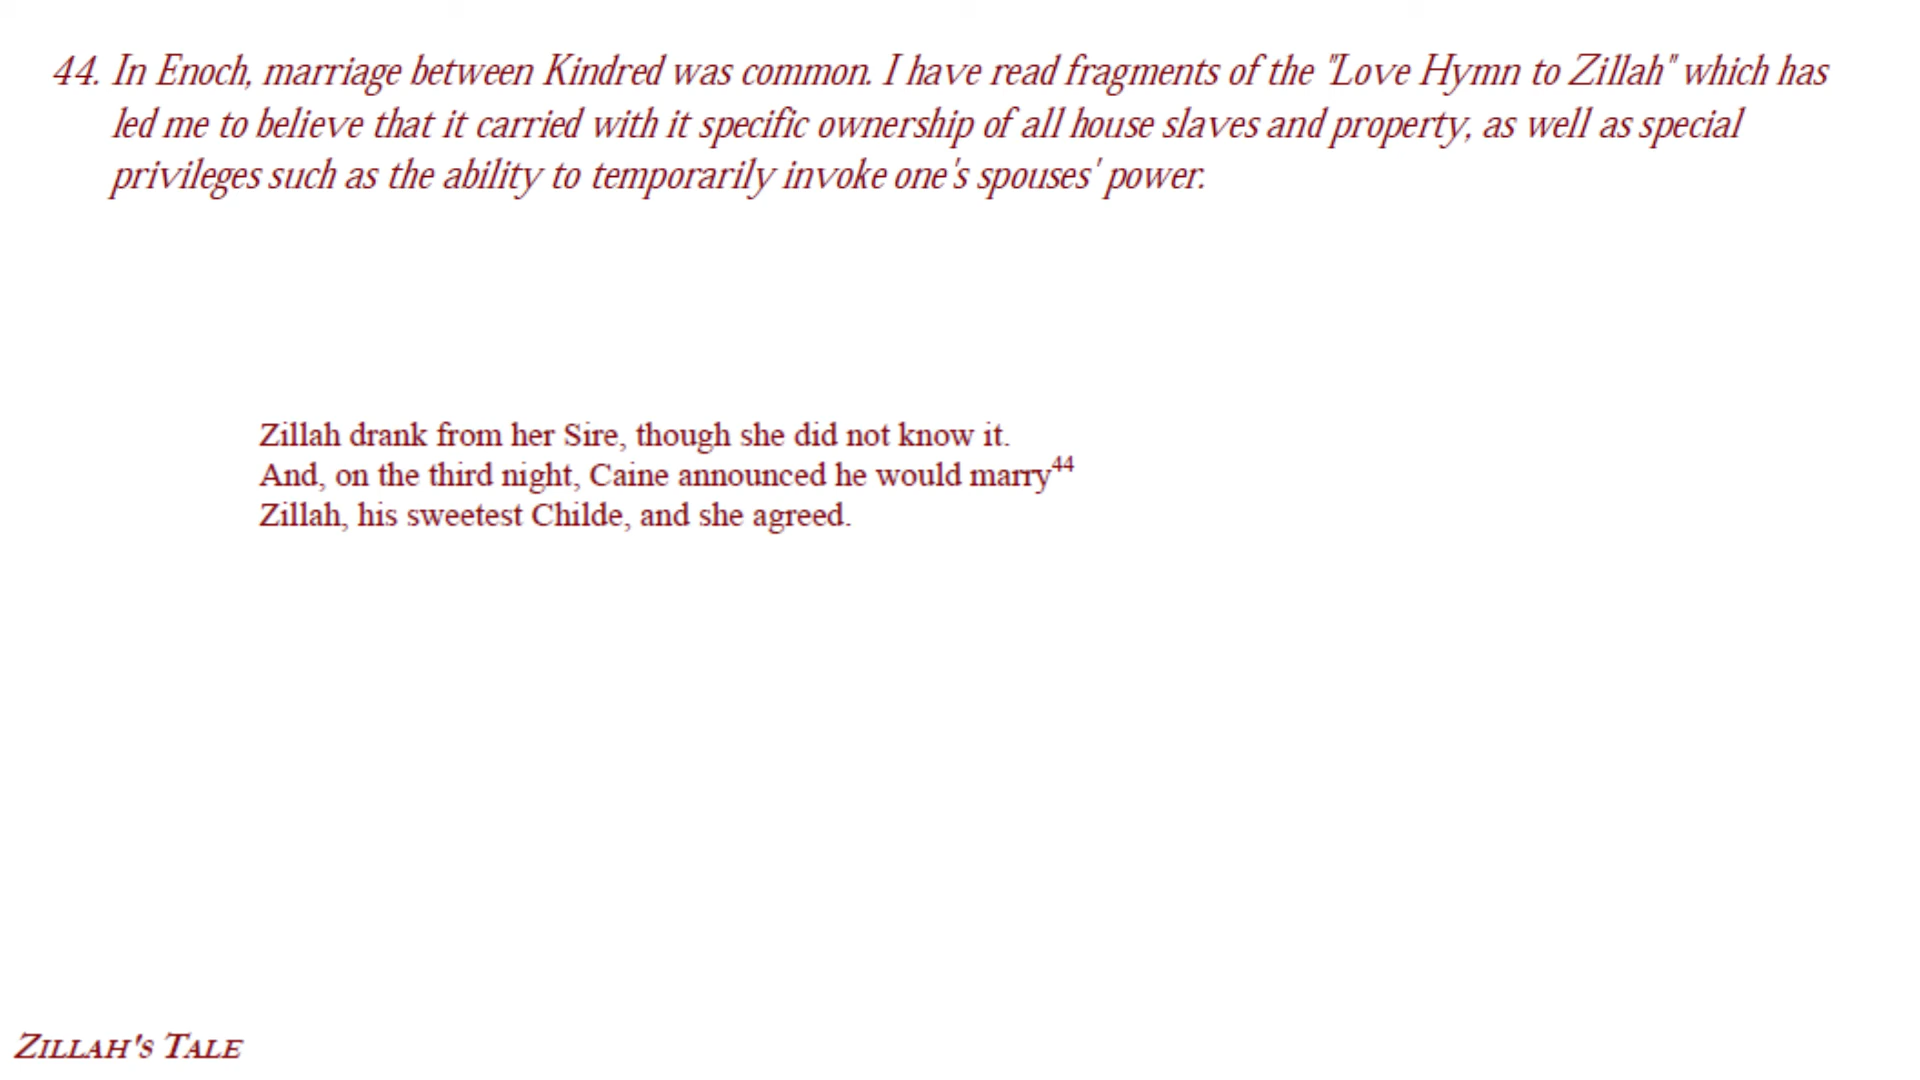 44. In Enoch, marriage between Kindred was common. I have read fragments of the "Love Hymn to Zillah" which has
led me to believe that it carried with it specific ownership of all house slaves and property, as well as special
privileges such as the ability to temporarily invoke one's spouses' power.
Zillah drank from her Sire, though she did not know it.
And, on the third night, Caine announced he would marry44
Zillah, his sweetest Childe, and she agreed.
ZILLAH'S TALE